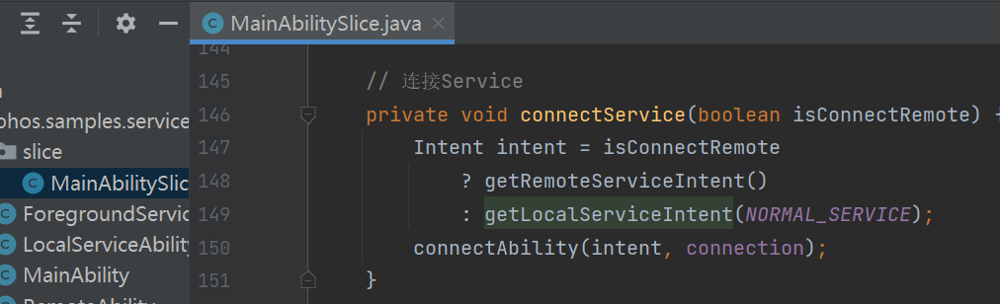 MainAbilitySlice.java
144
145 // 连接Service
phos.samples.service
146 private void connectService(boolean isConnectRemote) {
slice
147 Intent intent = isConnectRemote
MainAbilitySlic
148 ? getRemoteServiceIntent()
ForegroundServic
149 : getLocalServiceIntent(NORMAL_SERVICE);
LocalServiceAbility
150 connectAbility(intent, connection);
MainAbility
151 }
RemoteAbility